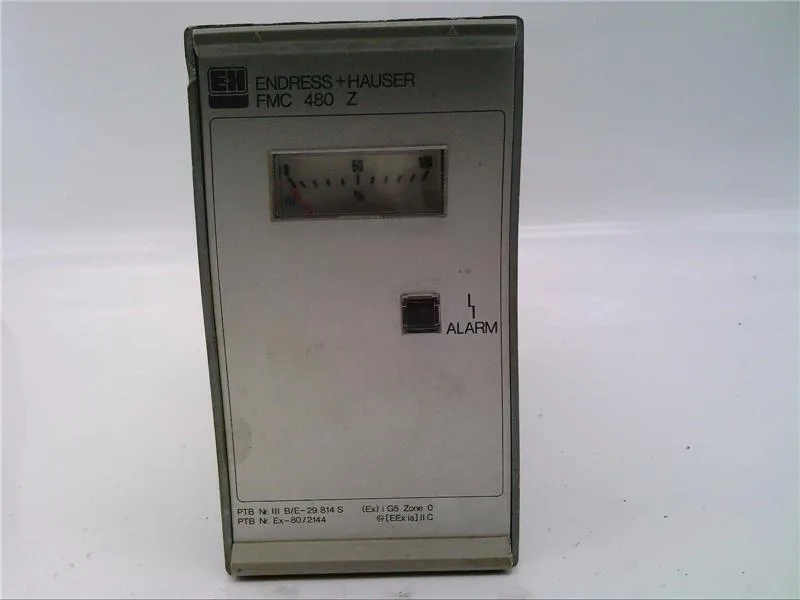 E+H ENDRESS+HAUSER
FMC 480 Z
0 50 100
%
ALARM
PTB Nr. III B/E-29 814 S (Ex) i G5 Zone 0
PTB Nr. Ex-80/2144 [EEx ia] II C